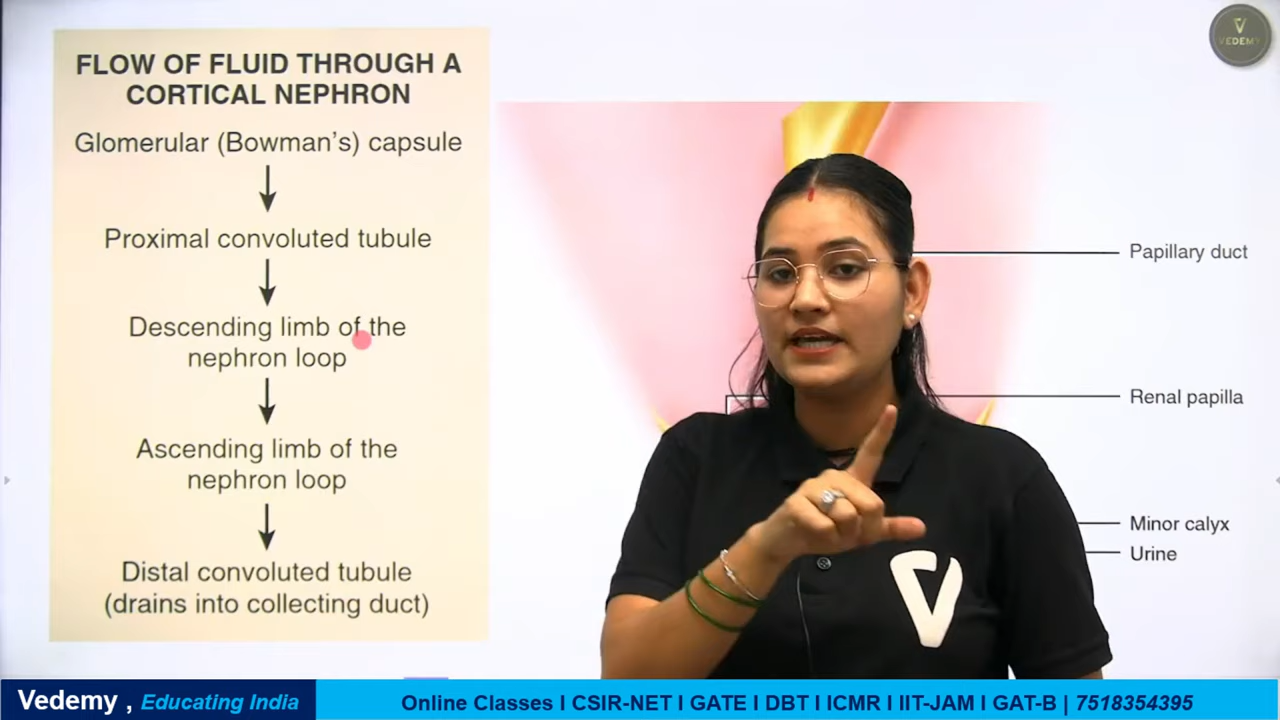 FLOW OF FLUID THROUGH A
CORTICAL NEPHRON
Glomerular (Bowman's) capsule
Proximal convoluted tubule
Descending limb of the
nephron loop
Ascending limb of the
nephron loop
Distal convoluted tubule
(drains into collecting duct)
VEDEMY
Papillary duct
Renal papilla
Minor calyx
Urine
Vedemy , Educating India
Online Classes I CSIR-NET I GATE I DBT I ICMR I IIT-JAM I GAT-B | 7518354395